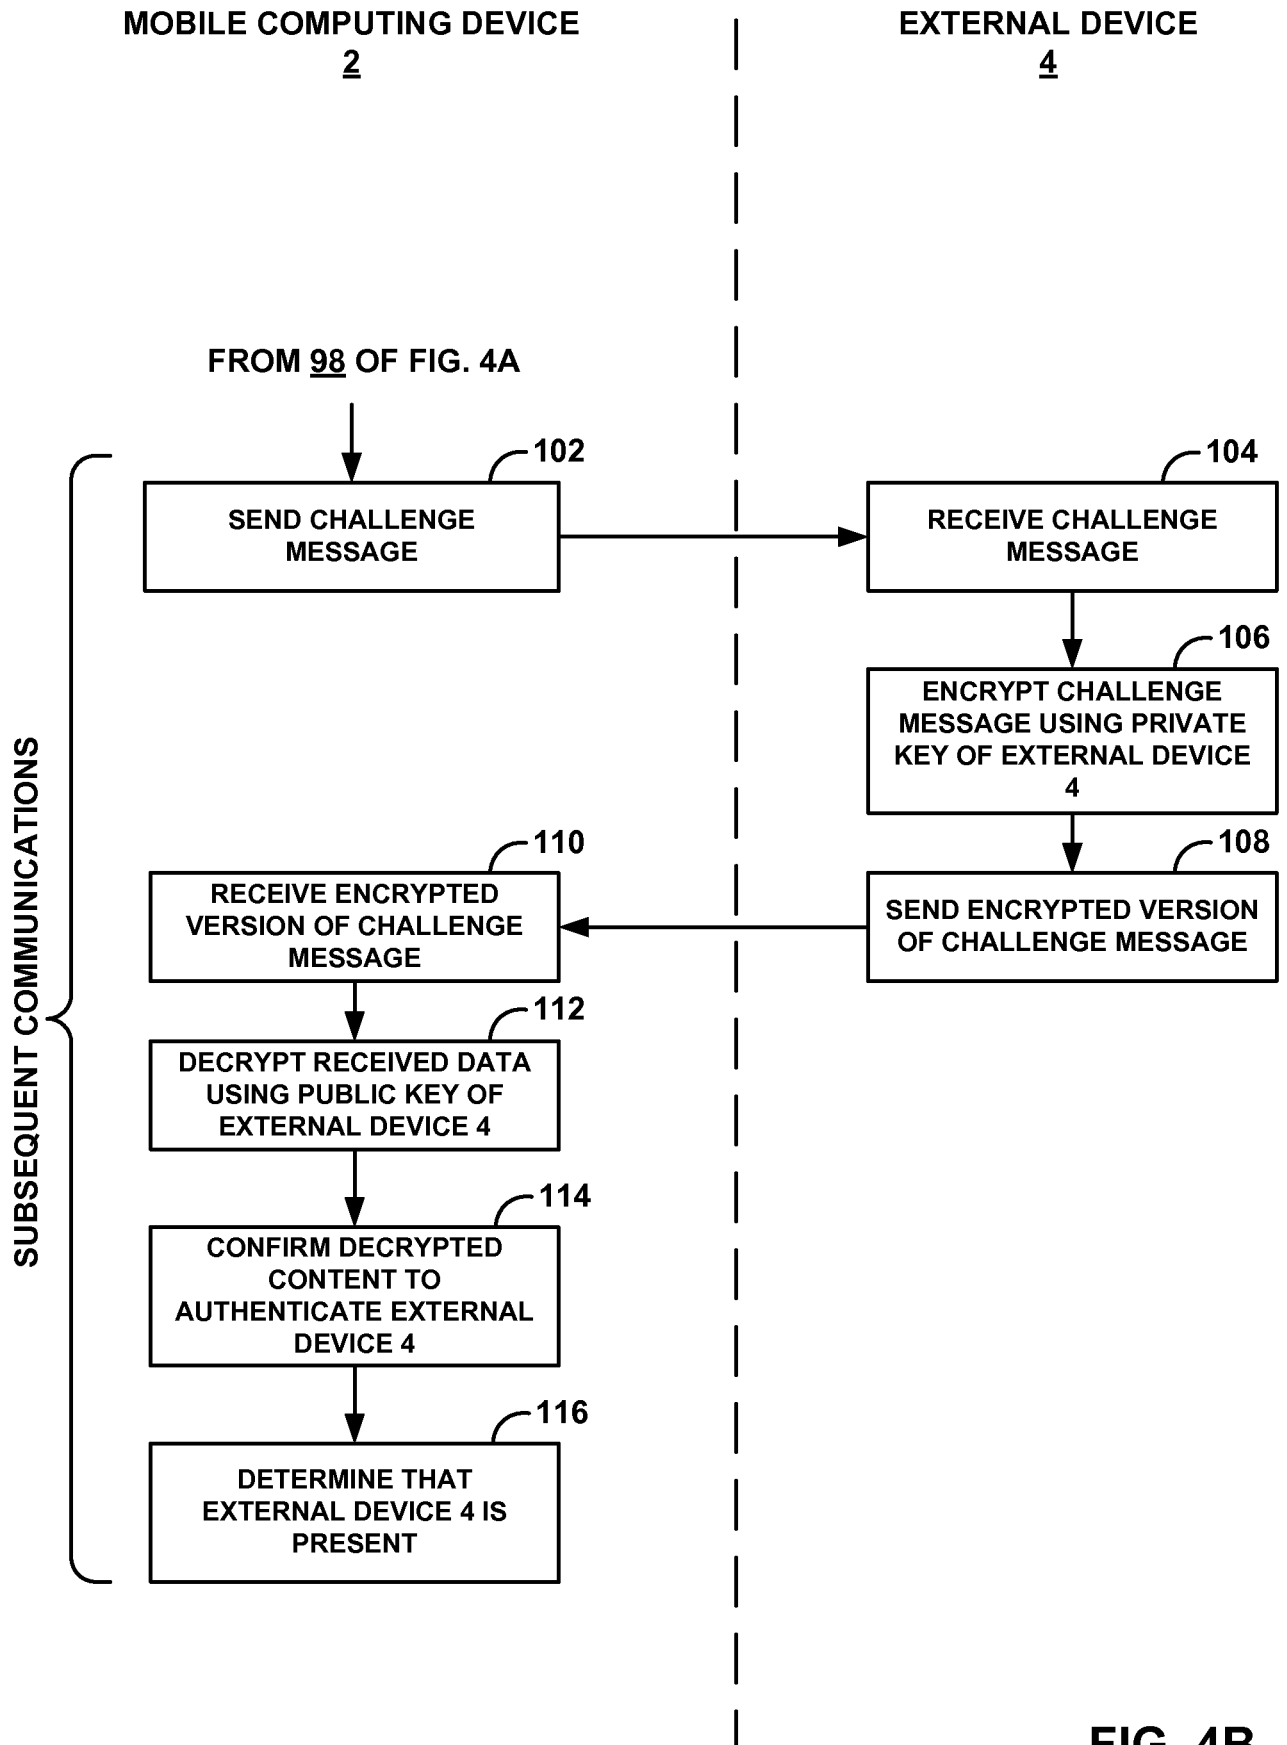 MOBILE COMPUTING DEVICE
2
EXTERNAL DEVICE
4
FROM 98 OF FIG. 4A
SUBSEQUENT COMMUNICATIONS
102
SEND CHALLENGE
MESSAGE
104
RECEIVE CHALLENGE
MESSAGE
106
ENCRYPT CHALLENGE
MESSAGE USING PRIVATE
KEY OF EXTERNAL DEVICE
4
108
SEND ENCRYPTED VERSION
OF CHALLENGE MESSAGE
110
RECEIVE ENCRYPTED
VERSION OF CHALLENGE
MESSAGE
112
DECRYPT RECEIVED DATA
USING PUBLIC KEY OF
EXTERNAL DEVICE 4
114
CONFIRM DECRYPTED
CONTENT TO
AUTHENTICATE EXTERNAL
DEVICE 4
116
DETERMINE THAT
EXTERNAL DEVICE 4 IS
PRESENT
FIG. 4B